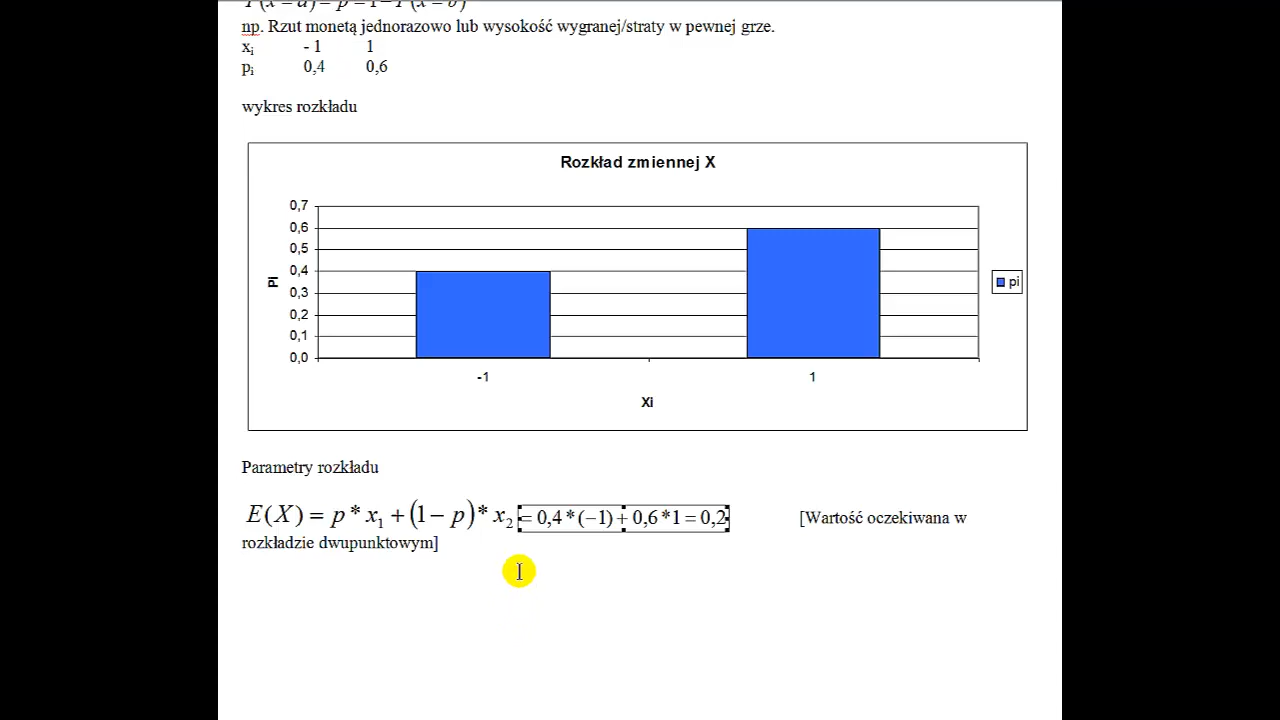 P(x = a) = p = 1 – P(x = b)
np. Rzut monetą jednorazowo lub wysokość wygranej/straty w pewnej grze.
xi - 1 1
pi 0,4 0,6
wykres rozkładu
Rozkład zmiennej X
0,7
0,6
0,5
0,4
0,3
0,2
0,1
0,0
Pi
-1 1
Xi
pi
Parametry rozkładu
E(X) = p * x1 + (1 – p) * x2 = 0,4 * (–1) + 0,6 * 1 = 0,2 [Wartość oczekiwana w
rozkładzie dwupunktowym]